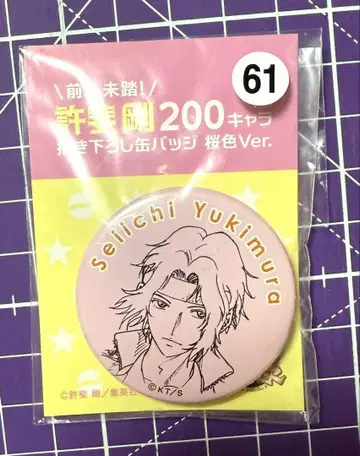 61
\前人未踏!/
許斐 剛 200キャラ
描き下ろし缶バッジ 桜色Ver.
Seiichi Yukimura
©KT/S
©許斐 剛/集英社